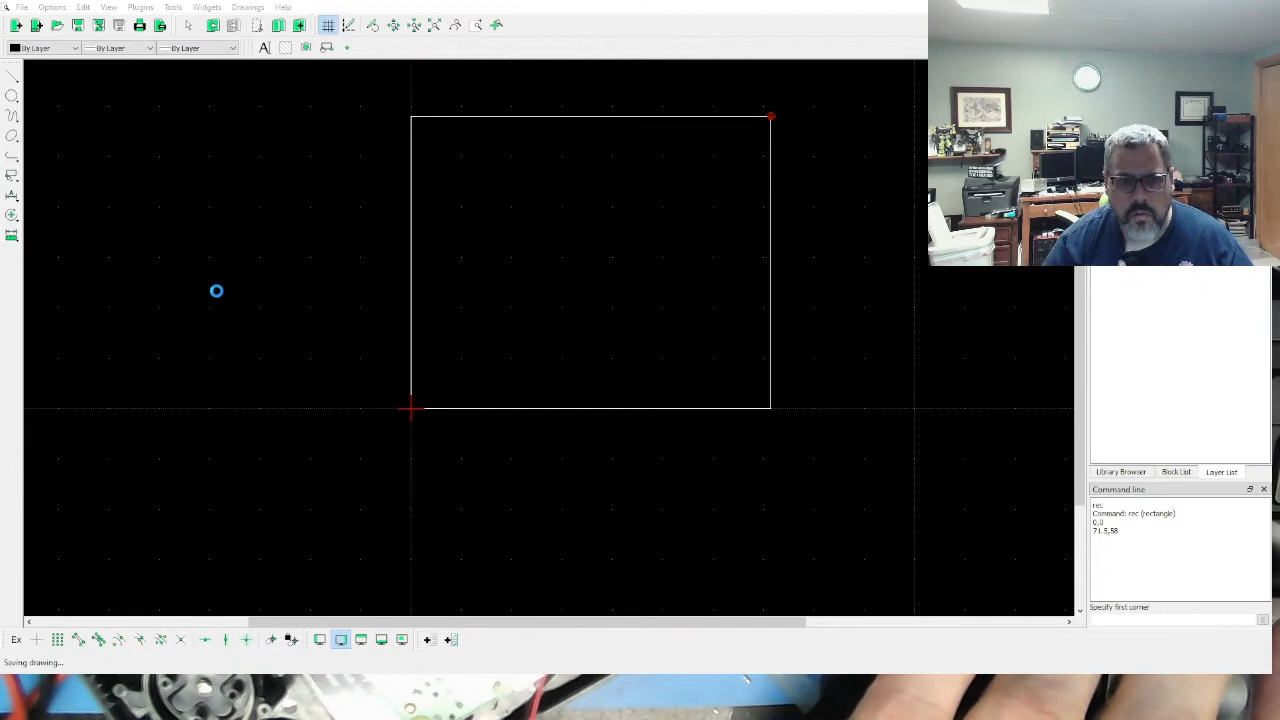 File Options Edit View Plugins Tools Widgets Drawings Help
By Layer By Layer By Layer
Library Browser Block List Layer List
Command line
rec
Command: rec (rectangle)
0,0
71.5,58
Specify first corner
Ex
Saving drawing...